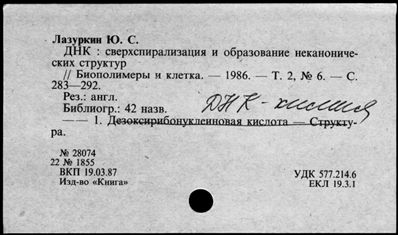 Лазуркин Ю. С.
ДНК : сверхспирализация и образование неканониче-
ских структур
// Биополимеры и клетка. — 1986. — Т. 2, № 6. — С.
283—292.
Рез.: англ.
Библиогр.: 42 назв.
ДНК - химия
—— 1. Дезоксирибонуклеиновая кислота — Структу-
ра.
№ 28074
22 № 1855
ВКП 19.03.87
Изд-во «Книга»
УДК 577.214.6
ЕКЛ 19.3.1